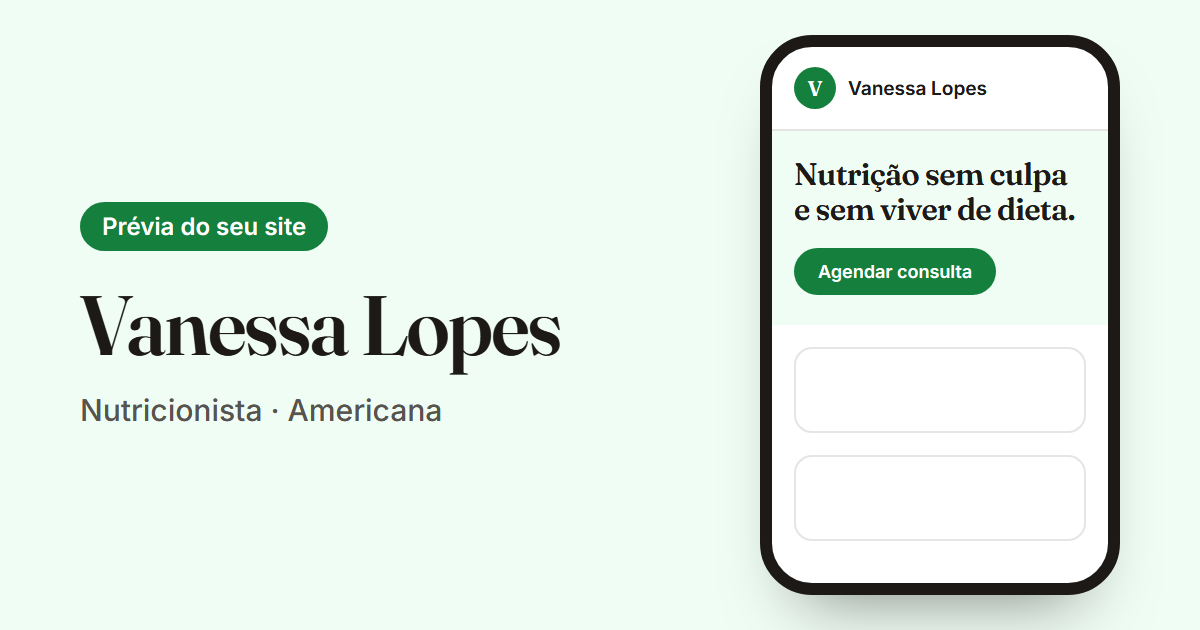 Prévia do seu site
Vanessa Lopes
Nutricionista · Americana
V
Vanessa Lopes
Nutrição sem culpa
e sem viver de dieta.
Agendar consulta